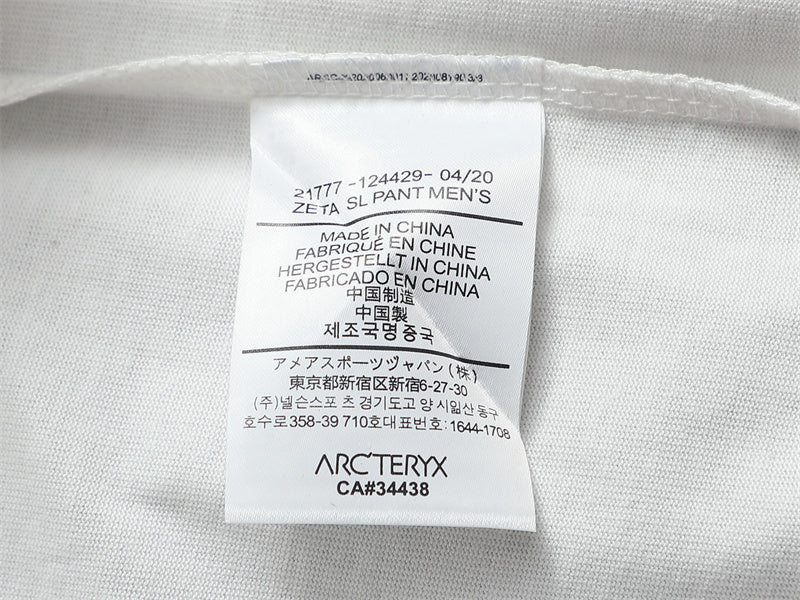 21777 -124429- 04/20
ZETA SL PANT MEN'S
MADE IN CHINA
FABRIQUÉ EN CHINE
HERGESTELLT IN CHINA
FABRICADO EN CHINA
中国制造
中国製
제조국명 중국
アメアスポーツヅャパン(株)
東京都新宿区新宿6-27-30
(주)넬슨스포 츠 경기도고 양 시일산 동구
호수로358-39 710호대표번호: 1644-1708
ARC'TERYX
CA#34438